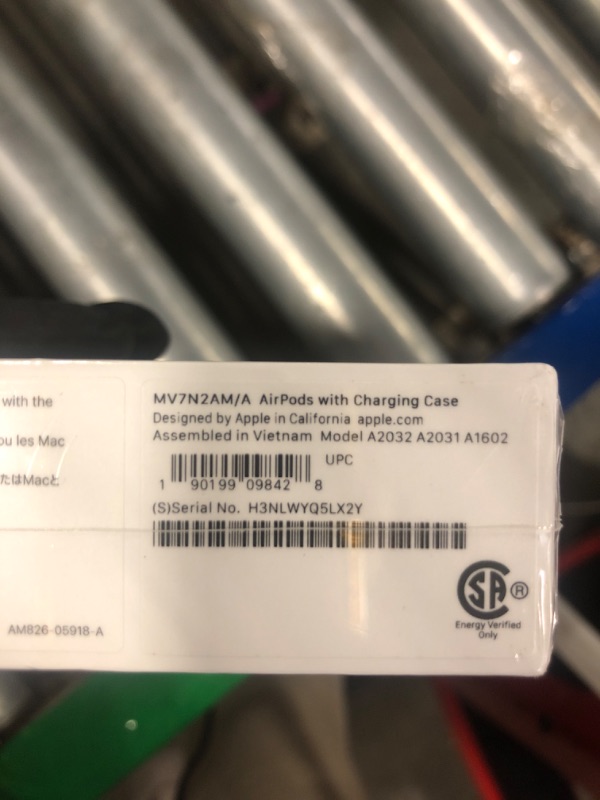 with the
ou les Mac
たはMacと
AM826-05918-A
MV7N2AM/A AirPods with Charging Case
Designed by Apple in California apple.com
Assembled in Vietnam Model A2032 A2031 A1602
UPC
1 90199 09842 8
(S)Serial No. H3NLWYQ5LX2Y
SA ®
Energy Verified
Only